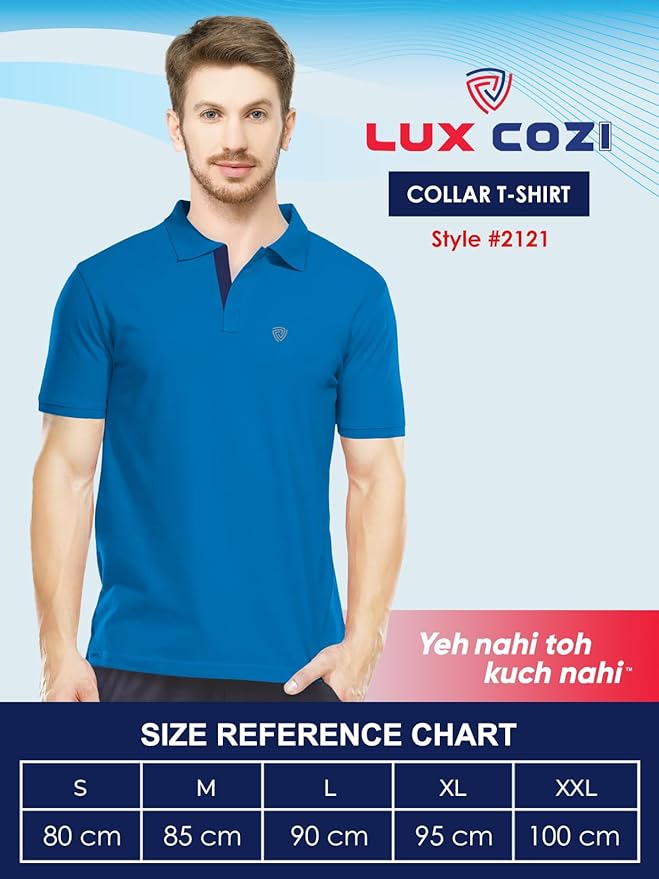 LUX COZI
COLLAR T-SHIRT
Style #2121
Yeh nahi toh
kuch nahi™
SIZE REFERENCE CHART
S M L XL XXL
80 cm 85 cm 90 cm 95 cm 100 cm